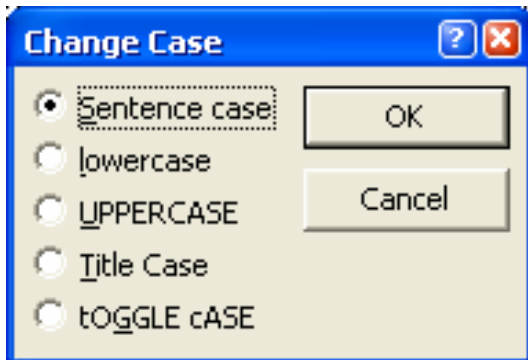 Change Case
Sentence case
OK
lowercase
UPPERCASE
Cancel
Title Case
tOGGLE cASE